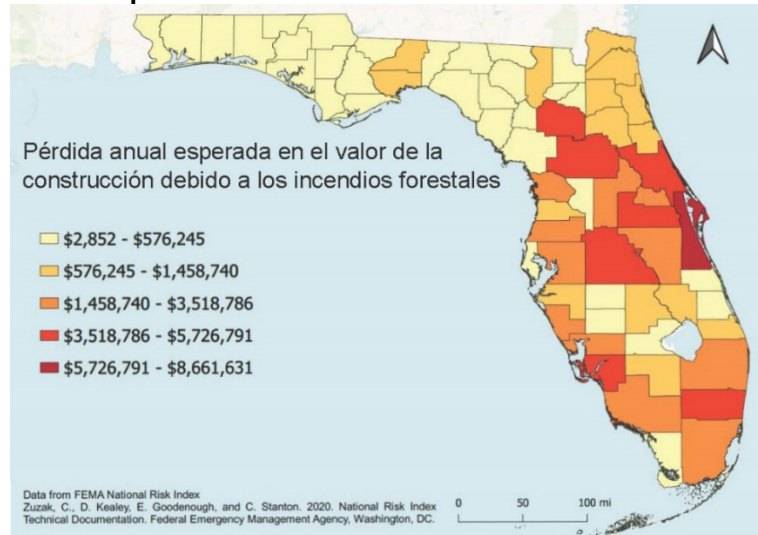 Pérdida anual esperada en el valor de la
construcción debido a los incendios forestales
$2,852 - $576,245
$576,245 - $1,458,740
$1,458,740 - $3,518,786
$3,518,786 - $5,726,791
$5,726,791 - $8,661,631
Data from FEMA National Risk Index
Zuzak, C., D. Kealey, E. Goodenough, and C. Stanton. 2020. National Risk Index
Technical Documentation. Federal Emergency Management Agency, Washington, DC.
0 50 100 mi